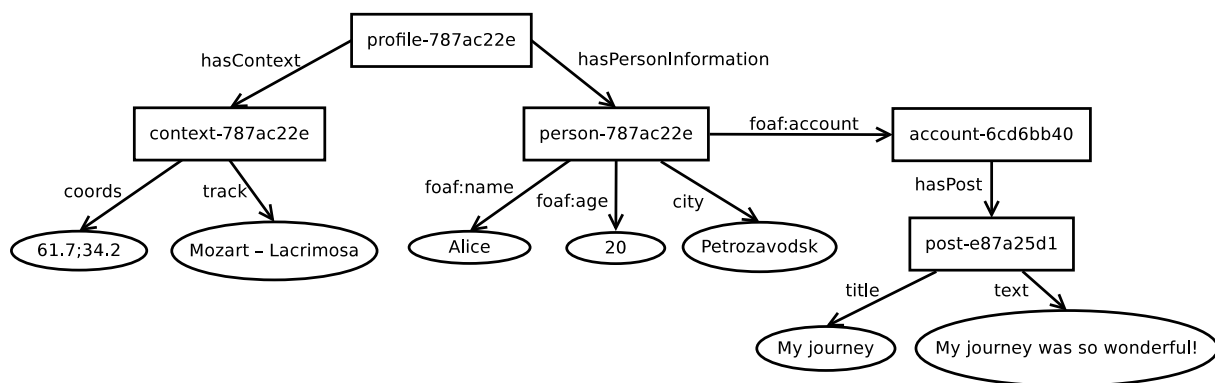 profile-787ac22e
hasContext
hasPersonInformation
context-787ac22e
person-787ac22e
foaf:account
account-6cd6bb40
coords
track
foaf:name
foaf:age
city
hasPost
61.7;34.2
Mozart – Lacrimosa
Alice
20
Petrozavodsk
post-e87a25d1
title
text
My journey
My journey was so wonderful!